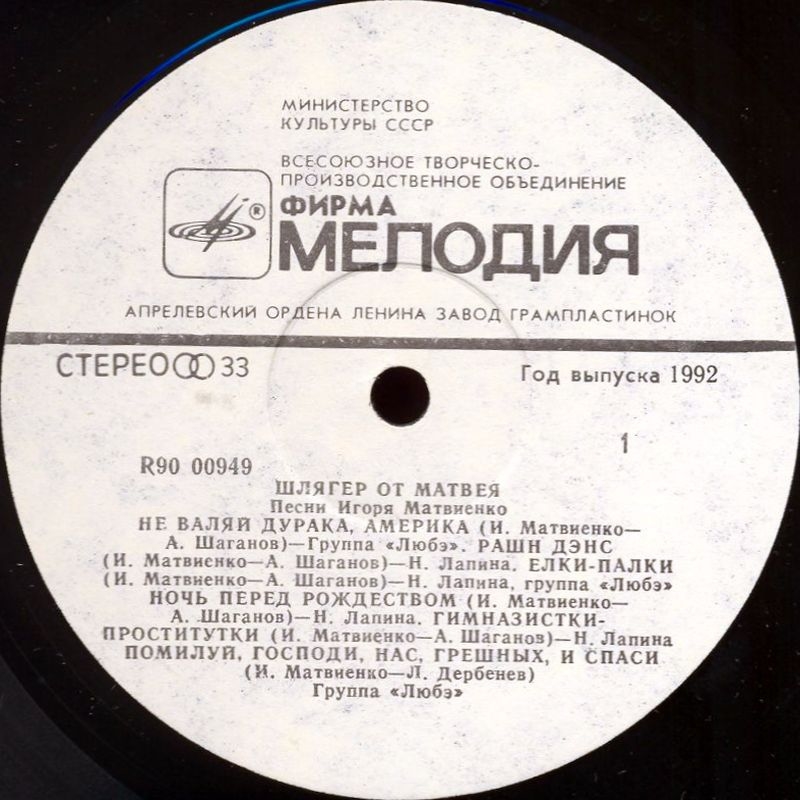 МИНИСТЕРСТВО
КУЛЬТУРЫ СССР
ВСЕСОЮЗНОЕ ТВОРЧЕСКО-
ПРОИЗВОДСТВЕННОЕ ОБЪЕДИНЕНИЕ
®
ФИРМА
МЕЛОДИЯ
АПРЕЛЕВСКИЙ ОРДЕНА ЛЕНИНА ЗАВОД ГРАМПЛАСТИНОК
СТЕРЕО 33
Год выпуска 1992
1
R90 00949
ШЛЯГЕР ОТ МАТВЕЯ
Песни Игоря Матвиенко
НЕ ВАЛЯЙ ДУРАКА, АМЕРИКА (И. Матвиенко—
А. Шаганов)—Группа «Любэ». РАШН ДЭНС
(И. Матвиенко—А. Шаганов)—Н. Лапина. ЕЛКИ-ПАЛКИ
(И. Матвиенко—А. Шаганов)—Н. Лапина, группа «Любэ»
НОЧЬ ПЕРЕД РОЖДЕСТВОМ (И. Матвиенко—
А. Шаганов)—Н. Лапина. ГИМНАЗИСТКИ-
ПРОСТИТУТКИ (И. Матвиенко—А. Шаганов)—Н. Лапина
ПОМИЛУЙ, ГОСПОДИ, НАС, ГРЕШНЫХ, И СПАСИ
(И. Матвиенко—Л. Дербенев)
Группа «Любэ»